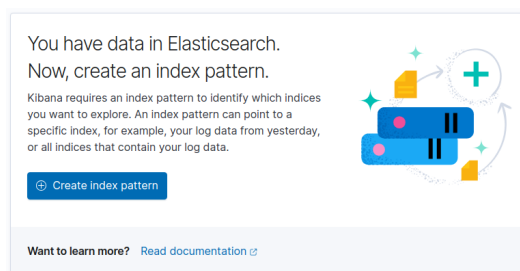 You have data in Elasticsearch.
Now, create an index pattern.
Kibana requires an index pattern to identify which indices
you want to explore. An index pattern can point to a
specific index, for example, your log data from yesterday,
or all indices that contain your log data.
Create index pattern
Want to learn more? Read documentation